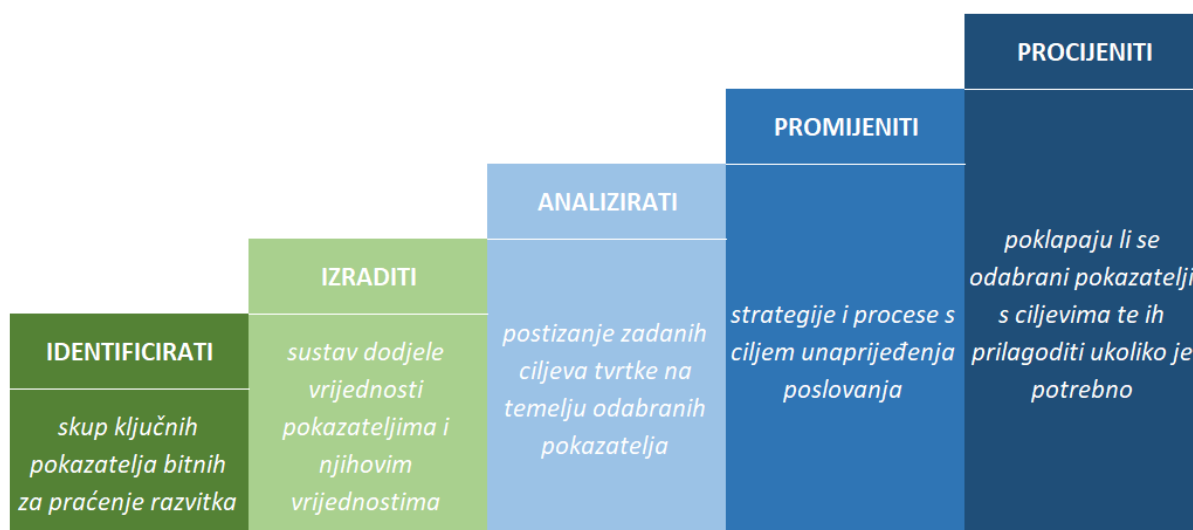 IDENTIFICIRATI
skup ključnih
pokazatelja bitnih
za praćenje razvitka
IZRADITI
sustav dodjele
vrijednosti
pokazateljima i
njihovim
vrijednostima
ANALIZIRATI
postizanje zadanih
ciljeva tvrtke na
temelju odabranih
pokazatelja
PROMIJENITI
strategije i procese s
ciljem unaprijeđenja
poslovanja
PROCIJENITI
poklapaju li se
odabrani pokazatelji
s ciljevima te ih
prilagoditi ukoliko je
potrebno